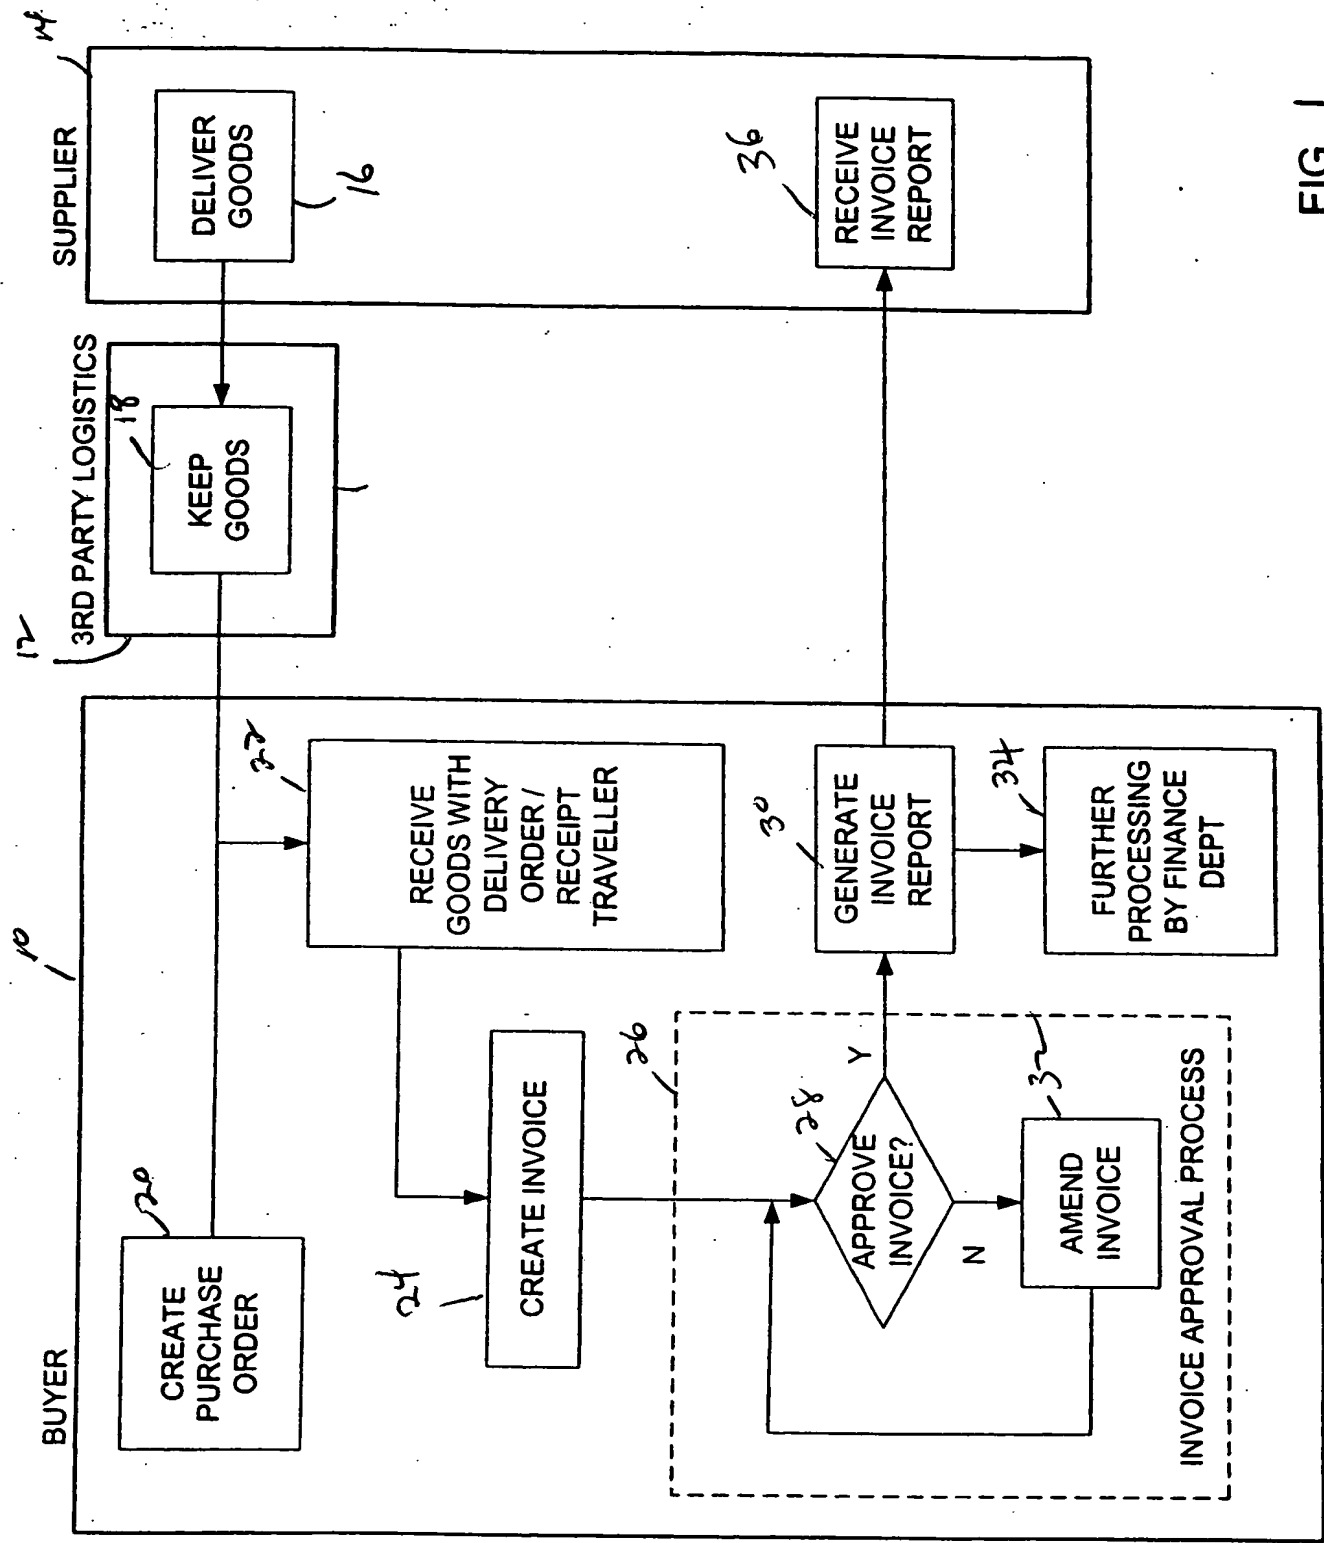 BUYER
10
CREATE
PURCHASE
ORDER
20
3RD PARTY LOGISTICS
12
KEEP
GOODS
18
SUPPLIER
14
DELIVER
GOODS
16
RECEIVE
GOODS WITH
DELIVERY
ORDER /
RECEIPT
TRAVELLER
22
CREATE INVOICE
24
26
APPROVE
INVOICE?
28
Y
N
AMEND
INVOICE
32
INVOICE APPROVAL PROCESS
GENERATE
INVOICE
REPORT
30
FURTHER
PROCESSING
BY FINANCE
DEPT
34
RECEIVE
INVOICE
REPORT
36
FIG. 1